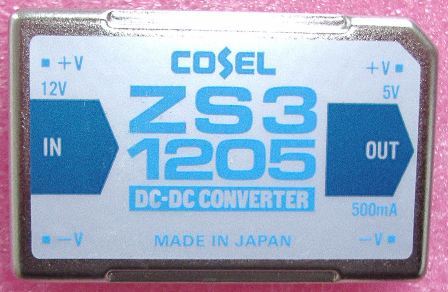 +V COSEL +V
12V 5V
ZS3
IN 1205 OUT
DC-DC CONVERTER 500mA
-V MADE IN JAPAN -V